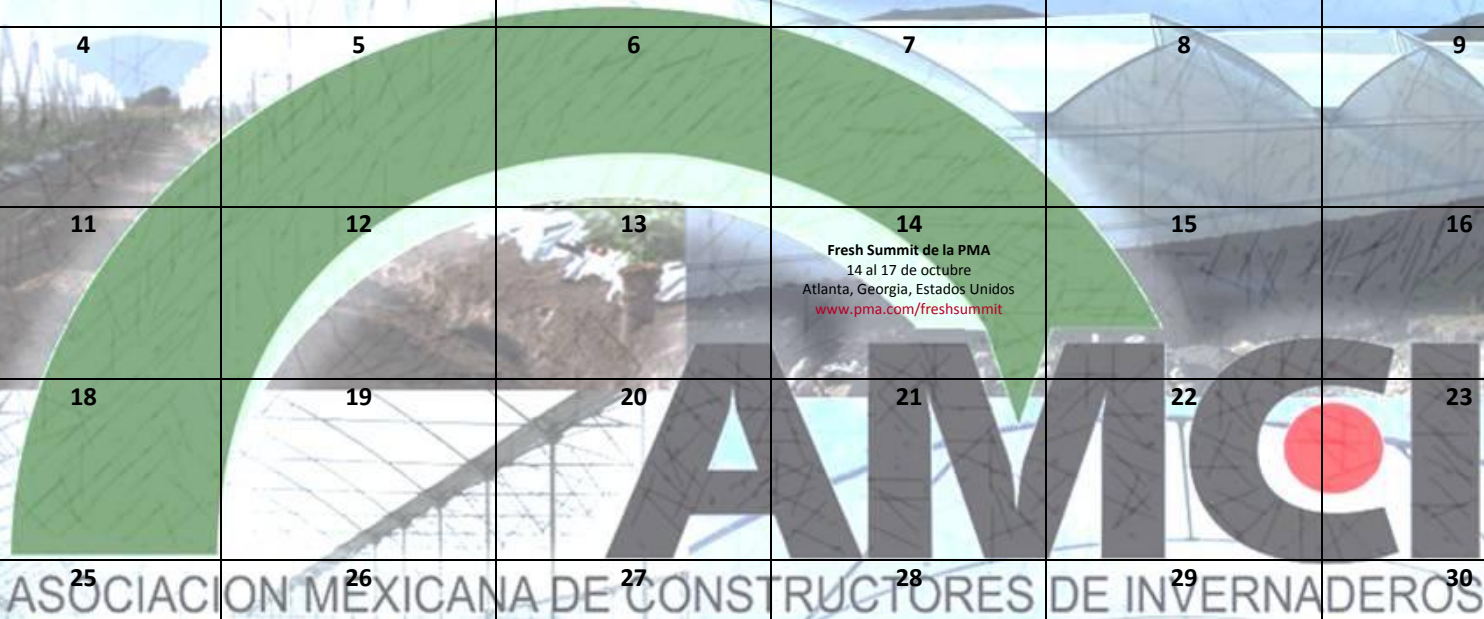 4 5 6 7 8 9
11 12 13 14 15 16
Fresh Summit de la PMA
14 al 17 de octubre
Atlanta, Georgia, Estados Unidos
www.pma.com/freshsummit
AMCI
18 19 20 21 22 23
25 26 27 28 29 30
ASOCIACION MEXICANA DE CONSTRUCTORES DE INVERNADEROS